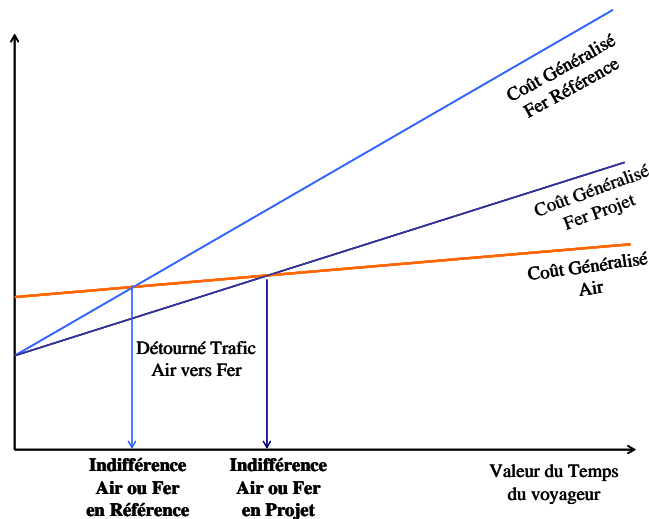 Coût Généralisé
Fer Référence
Coût Généralisé
Fer Projet
Coût Généralisé
Air
Détourné Trafic
Air vers Fer
Indifférence
Air ou Fer
en Référence
Indifférence
Air ou Fer
en Projet
Valeur du Temps
du voyageur